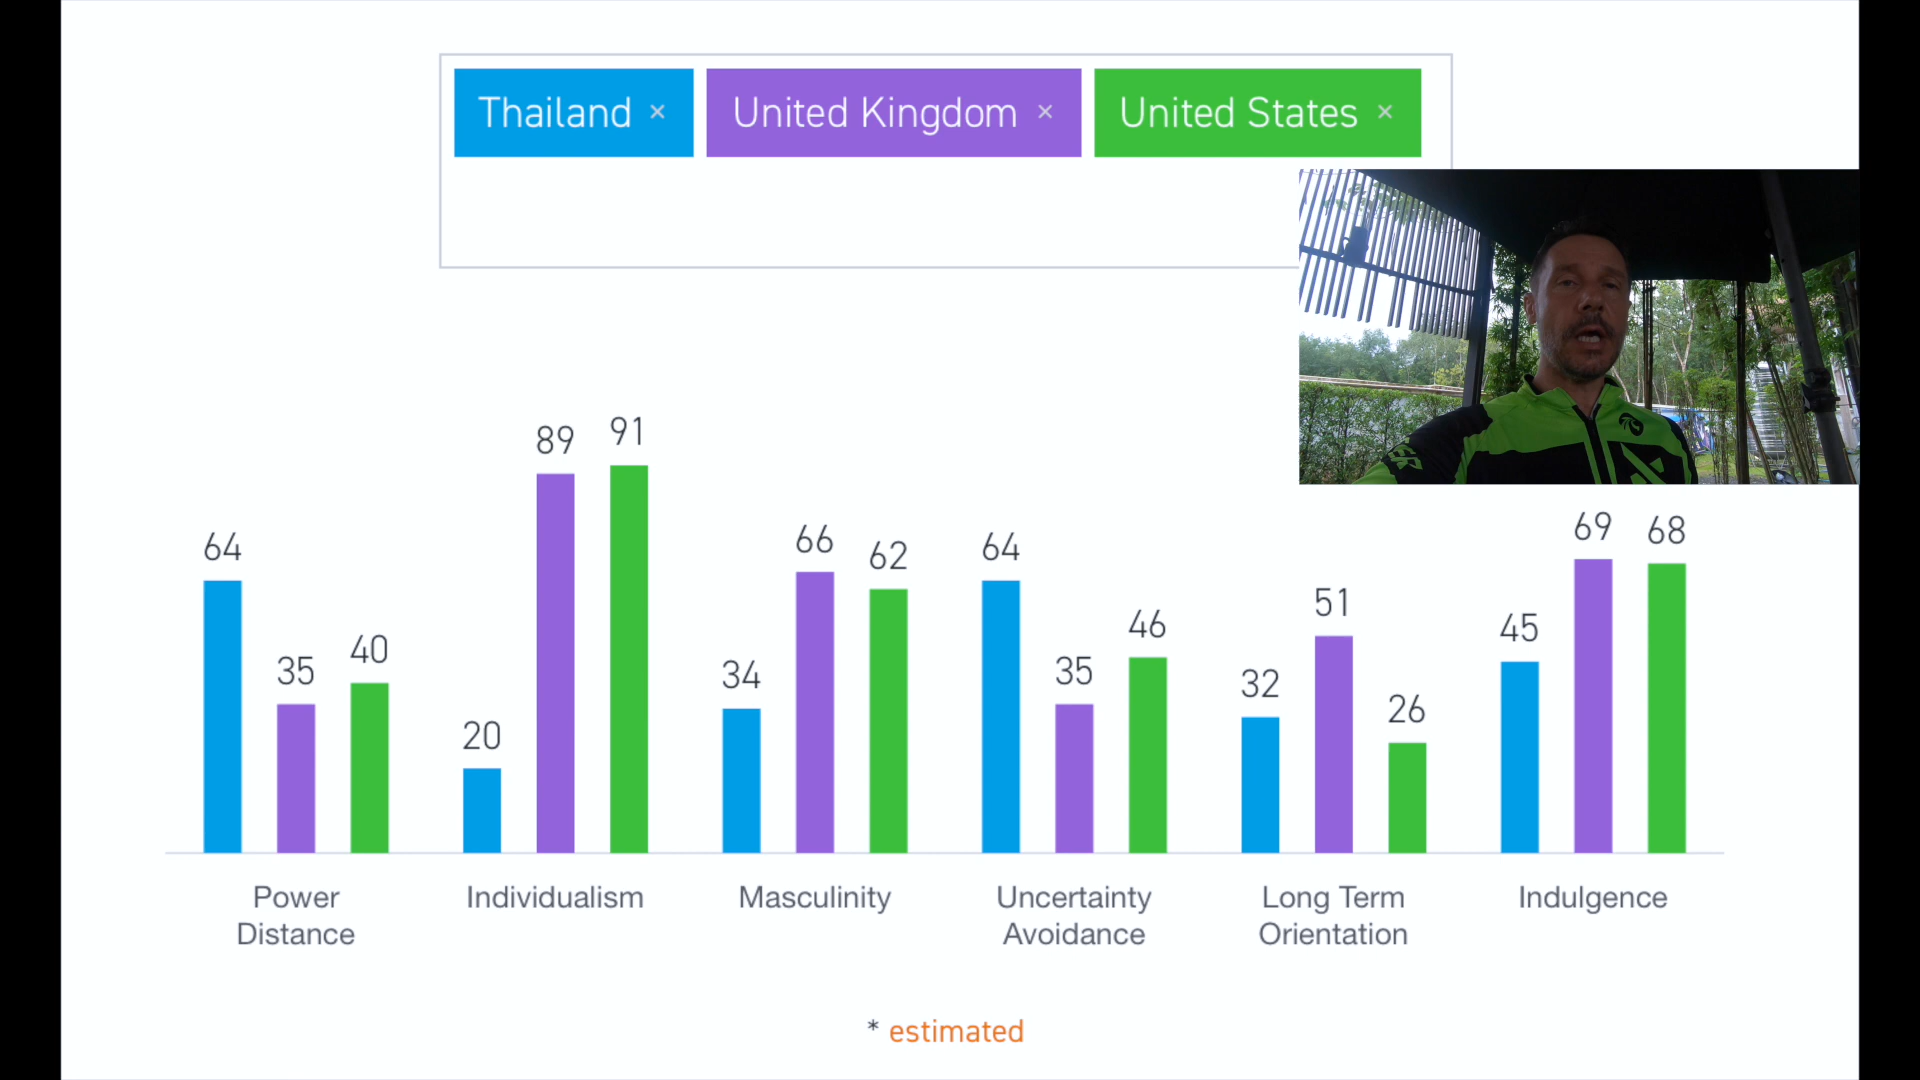 Thailand × United Kingdom × United States ×
89 91
64 35 40
20
34 66 62
64 35 46
32 51 26
45 69 68
Power Distance
Individualism
Masculinity
Uncertainty Avoidance
Long Term Orientation
Indulgence
* estimated